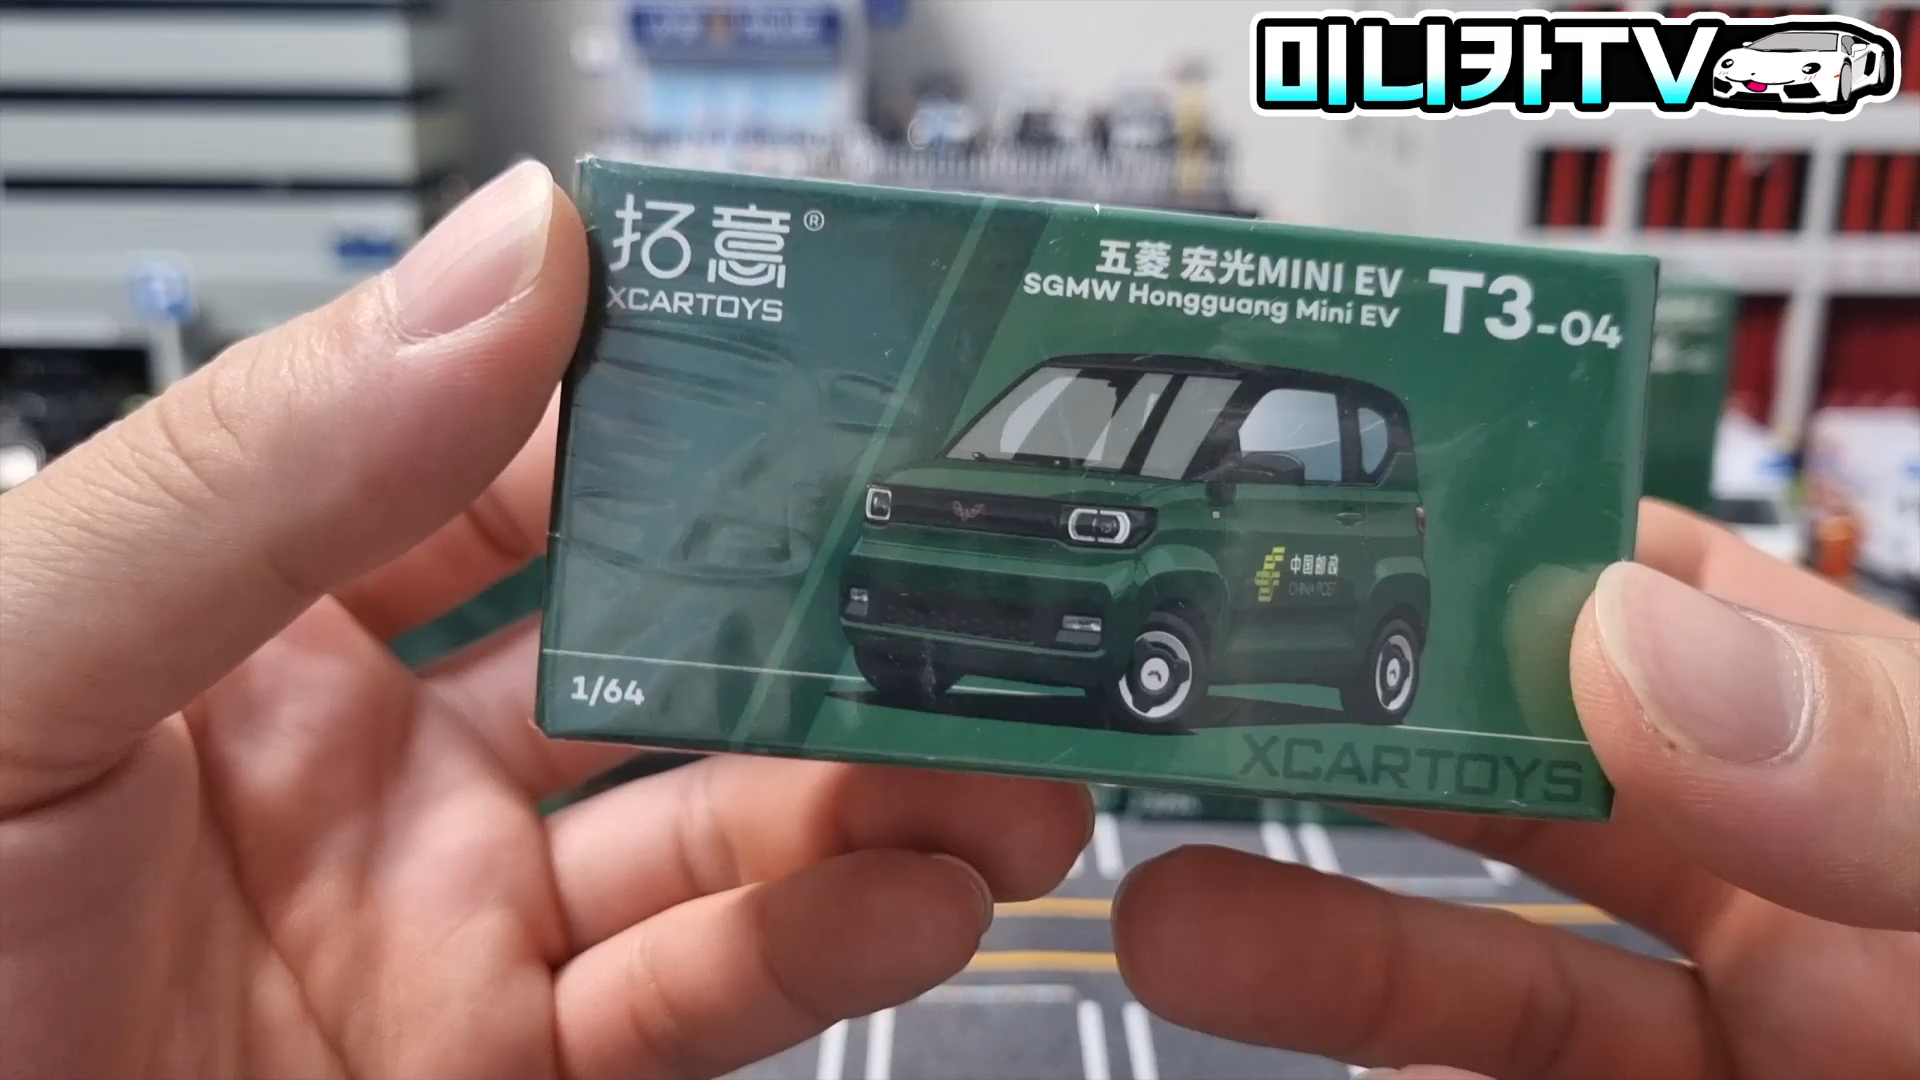 미니카TV
拓意®
XCARTOYS
五菱 宏光MINI EV
SGMW Hongguang Mini EV
T3-04
中国邮政
CHINA POST
1/64
XCARTOYS